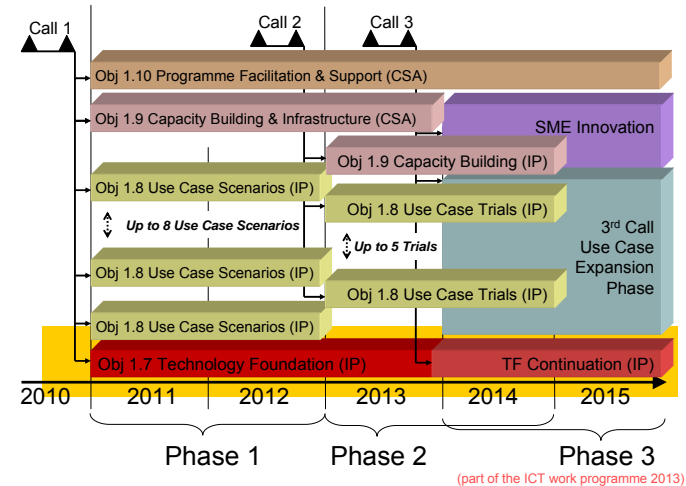 Call 1
Call 2
Call 3
Obj 1.10 Programme Facilitation & Support (CSA)
Obj 1.9 Capacity Building & Infrastructure (CSA)
SME Innovation
Obj 1.9 Capacity Building (IP)
Obj 1.8 Use Case Scenarios (IP)
Obj 1.8 Use Case Trials (IP)
Up to 8 Use Case Scenarios
Up to 5 Trials
3rd Call
Use Case
Expansion
Phase
Obj 1.8 Use Case Scenarios (IP)
Obj 1.8 Use Case Trials (IP)
Obj 1.8 Use Case Scenarios (IP)
Obj 1.7 Technology Foundation (IP)
TF Continuation (IP)
2010 2011 2012 2013 2014 2015
Phase 1 Phase 2 Phase 3
(part of the ICT work programme 2013)